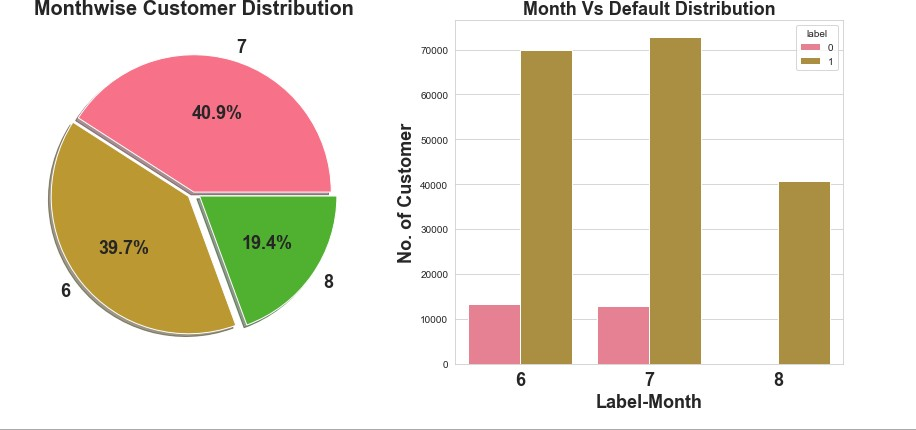 Monthwise Customer Distribution
7
40.9%
39.7%
19.4%
6
8
Month Vs Default Distribution
label
0
1
No. of Customer
70000
60000
50000
40000
30000
20000
10000
0
6 7 8
Label-Month